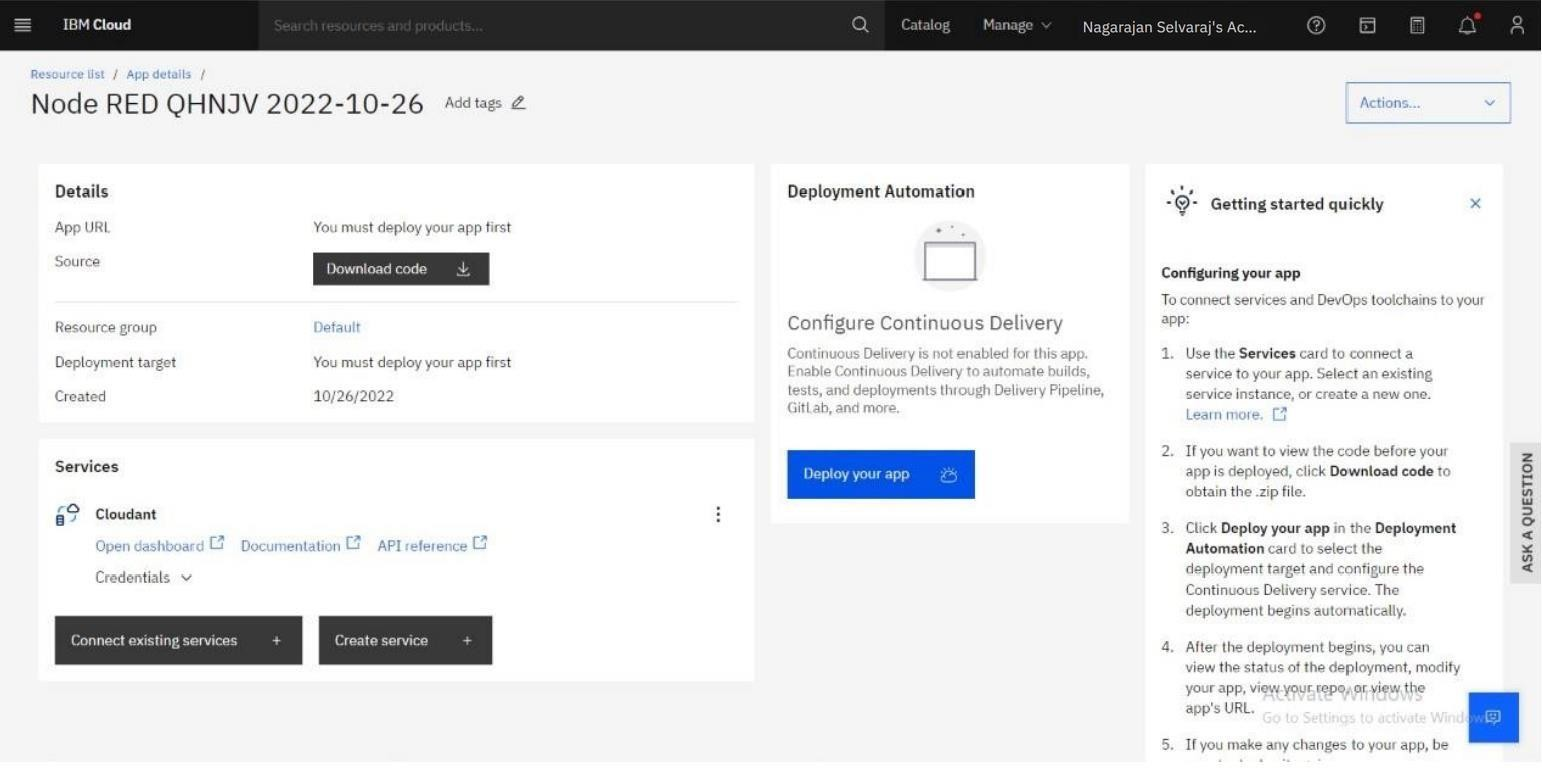 IBM Cloud
Search resources and products...
Catalog
Manage
Nagarajan Selvaraj's Ac...
Resource list / App details /
Node RED QHNJV 2022-10-26
Add tags
Actions...
Details
App URL
You must deploy your app first
Source
Download code
Resource group
Default
Deployment target
You must deploy your app first
Created
10/26/2022
Services
Cloudant
Open dashboard
Documentation
API reference
Credentials
Connect existing services +
Create service +
Deployment Automation
Configure Continuous Delivery
Continuous Delivery is not enabled for this app.
Enable Continuous Delivery to automate builds,
tests, and deployments through Delivery Pipeline,
GitLab, and more.
Deploy your app
Getting started quickly
Configuring your app
To connect services and DevOps toolchains to your
app:
1. Use the Services card to connect a
service to your app. Select an existing
service instance, or create a new one.
Learn more.
2. If you want to view the code before your
app is deployed, click Download code to
obtain the .zip file.
3. Click Deploy your app in the Deployment
Automation card to select the
deployment target and configure the
Continuous Delivery service. The
deployment begins automatically.
4. After the deployment begins, you can
view the status of the deployment, modify
your app, view your repo, or view the
app's URL.
5. If you make any changes to your app, be
Activate Windows
Go to Settings to activate Windows
ASK A QUESTION